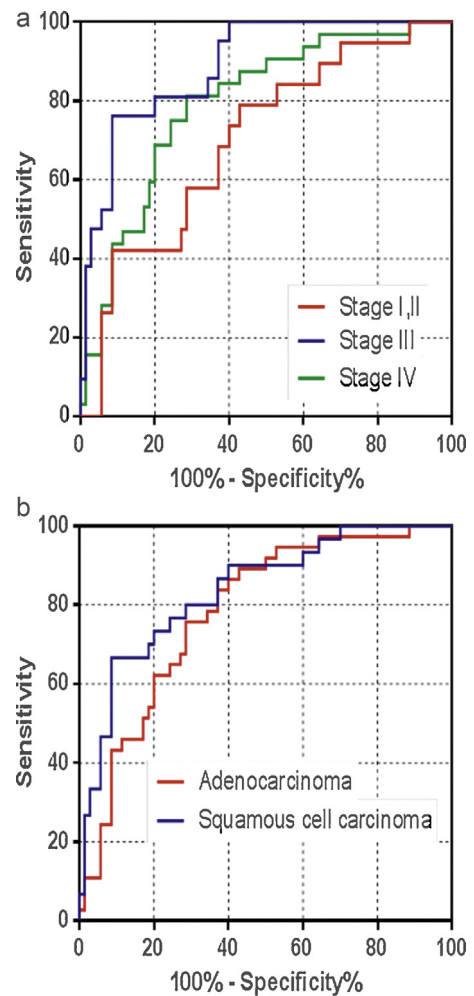 a
100
80
60
40
20
0
Sensitivity
Stage I,II
Stage III
Stage IV
0 20 40 60 80 100
100% - Specificity%
b
100
80
60
40
20
0
Sensitivity
Adenocarcinoma
Squamous cell carcinoma
0 20 40 60 80 100
100% - Specificity%